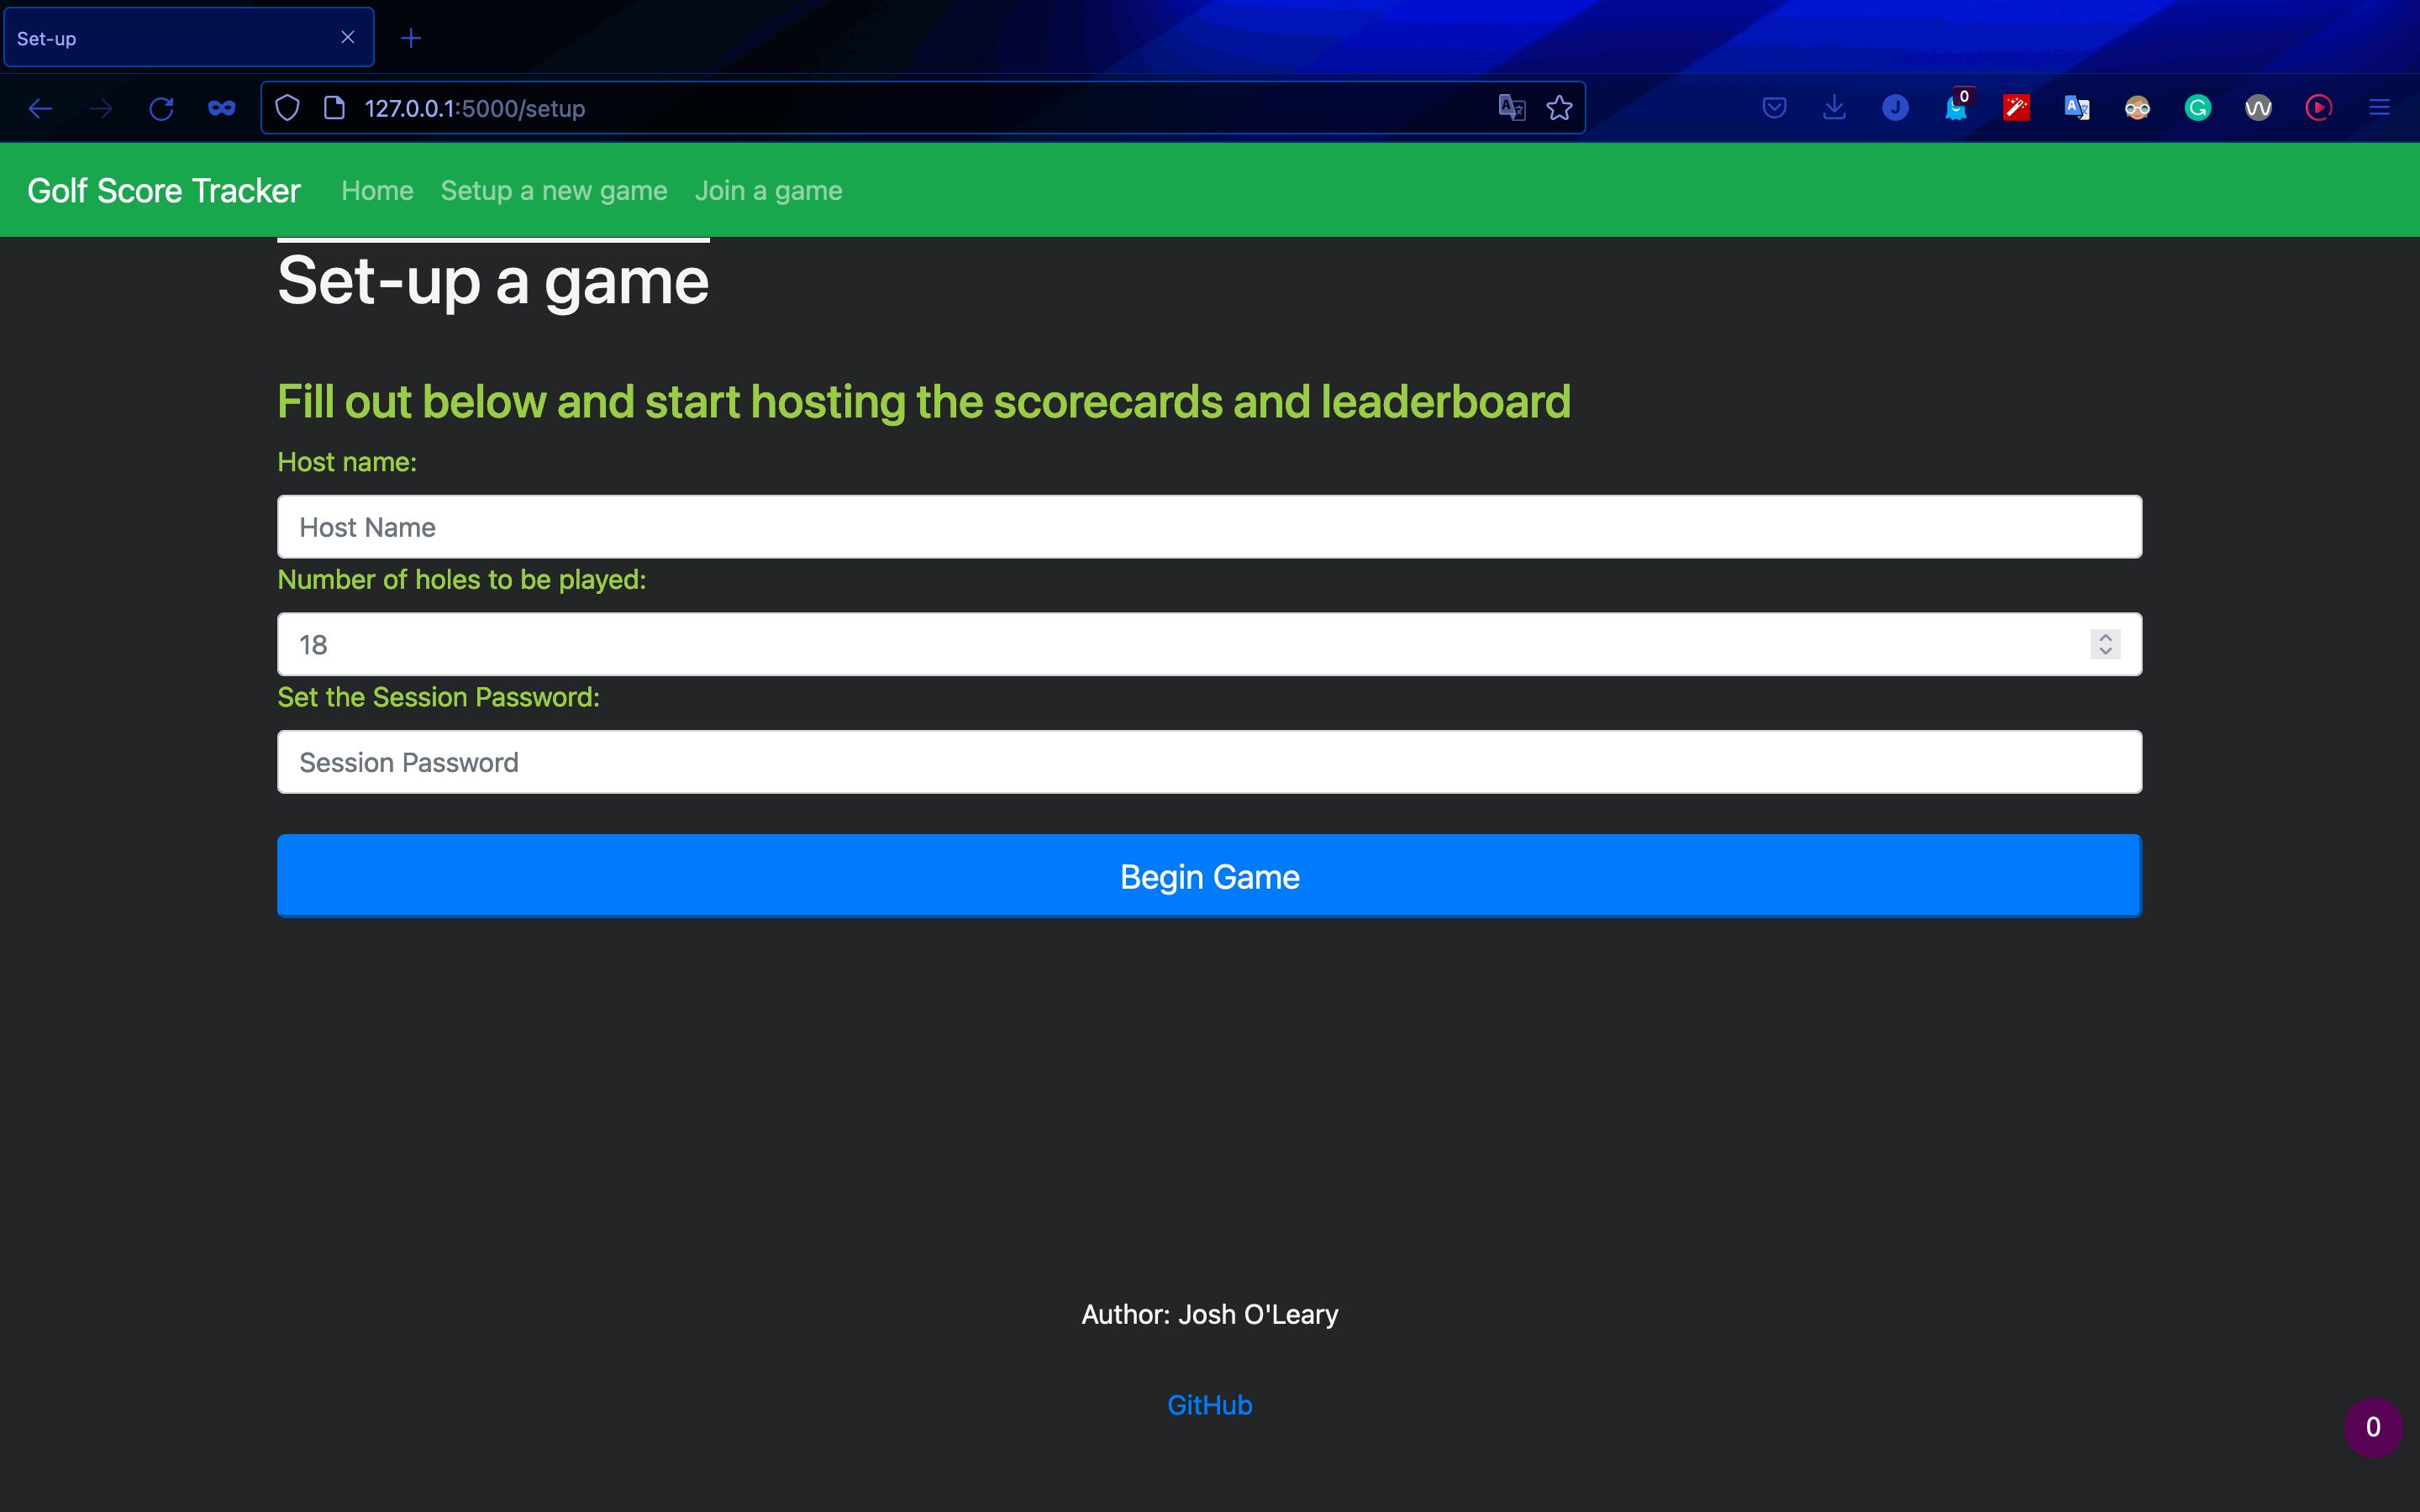 Set-up
127.0.0.1:5000/setup
J
0
G
Golf Score Tracker Home Setup a new game Join a game
Set-up a game
Fill out below and start hosting the scorecards and leaderboard
Host name:
Host Name
Number of holes to be played:
18
Set the Session Password:
Session Password
Begin Game
Author: Josh O'Leary
GitHub
0